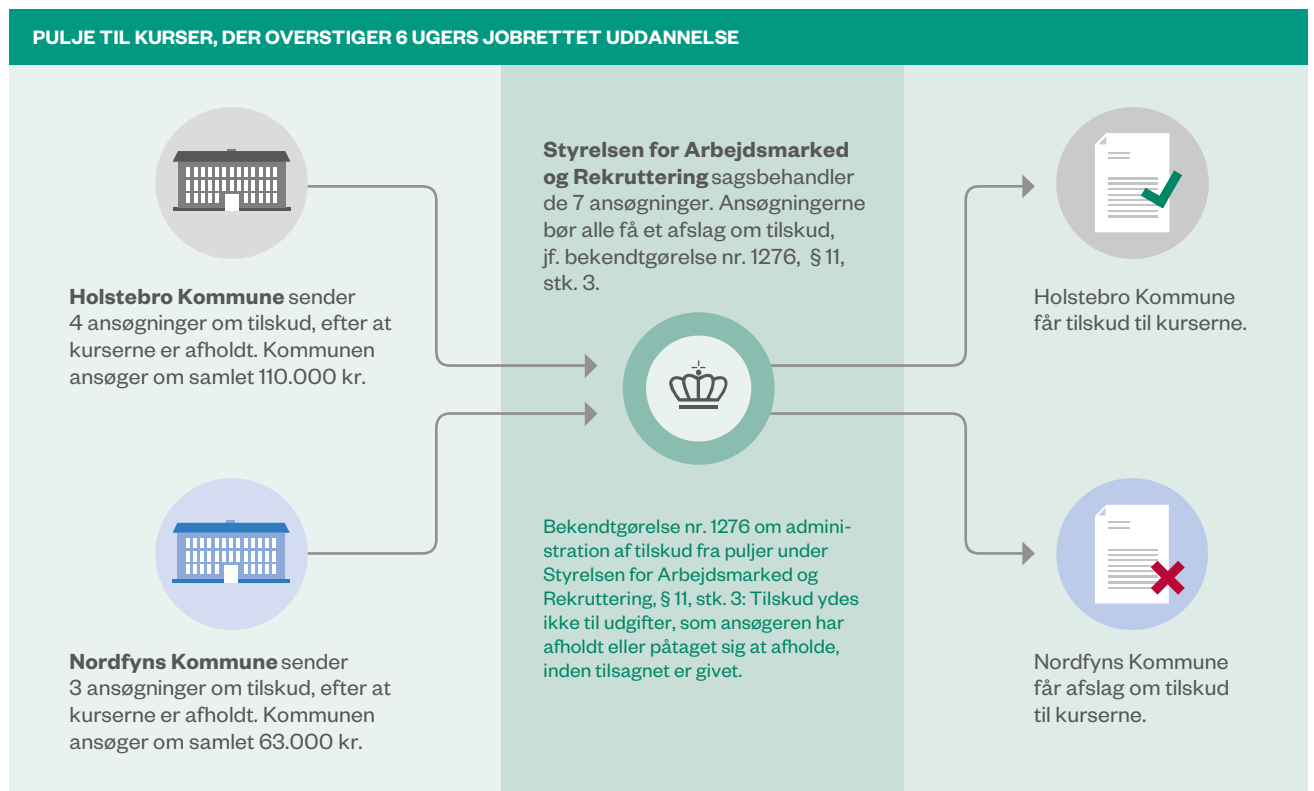 PULJE TIL KURSER, DER OVERSTIGER 6 UGERS JOBRETTET UDDANNELSE
Holstebro Kommune sender
4 ansøgninger om tilskud, efter at
kurserne er afholdt. Kommunen
ansøger om samlet 110.000 kr.
Nordfyns Kommune sender
3 ansøgninger om tilskud, efter at
kurserne er afholdt. Kommunen
ansøger om samlet 63.000 kr.
Styrelsen for Arbejdsmarked
og Rekruttering sagsbehandler
de 7 ansøgninger. Ansøgningerne
bør alle få et afslag om tilskud,
jf. bekendtgørelse nr. 1276, § 11,
stk. 3.
Bekendtgørelse nr. 1276 om admini-
stration af tilskud fra puljer under
Styrelsen for Arbejdsmarked og
Rekruttering, § 11, stk. 3: Tilskud ydes
ikke til udgifter, som ansøgeren har
afholdt eller påtaget sig at afholde,
inden tilsagnet er givet.
Holstebro Kommune
får tilskud til kurserne.
Nordfyns Kommune
får afslag om tilskud
til kurserne.